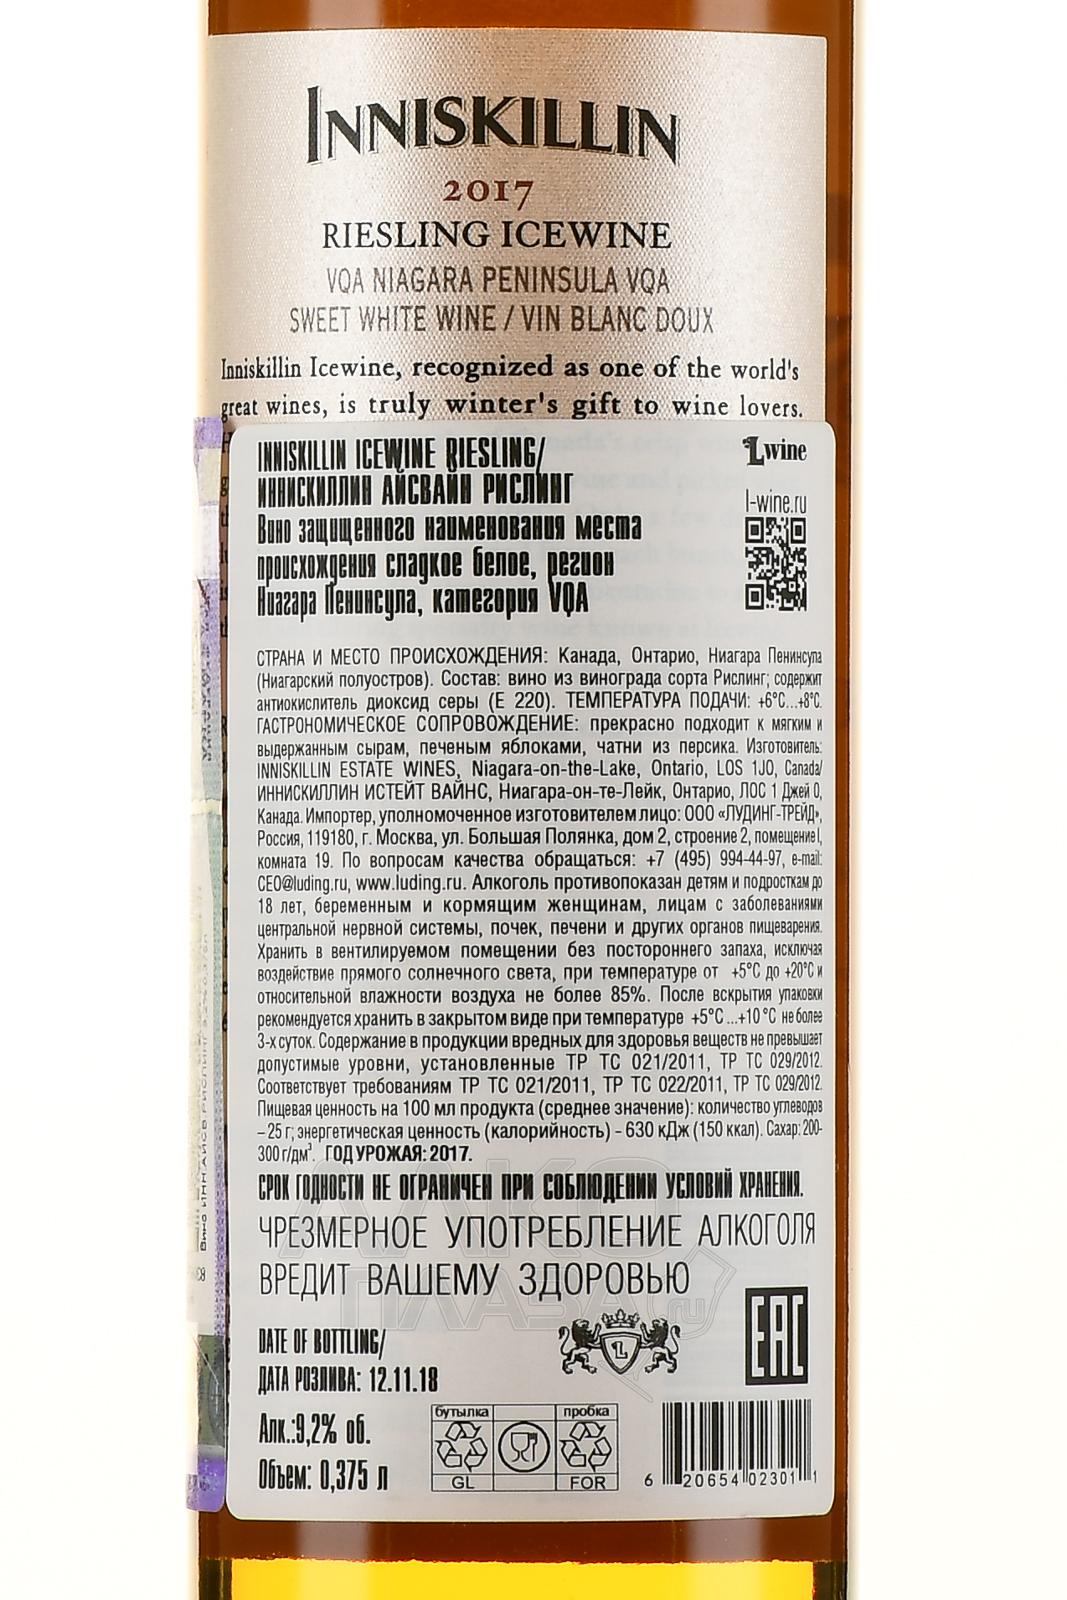 INNISKILLIN
2017
RIESLING ICEWINE
VQA NIAGARA PENINSULA VQA
SWEET WHITE WINE / VIN BLANC DOUX
Inniskillin Icewine, recognized as one of the world's
great wines, is truly winter's gift to wine lovers.
INNISKILLIN ICEWINE RIESLING/
ИННИСКИЛЛИН АЙСВАЙН РИСЛИНГ
Вино защищенного наименования места
происхождения сладкое белое, регион
Ниагара Пенинсула, категория VQA
Lwine
l-wine.ru
СТРАНА И МЕСТО ПРОИСХОЖДЕНИЯ: Канада, Онтарио, Ниагара Пенинсула
(Ниагарский полуостров). Состав: вино из винограда сорта Рислинг; содержит
антиокислитель диоксид серы (Е 220). ТЕМПЕРАТУРА ПОДАЧИ: +6°С...+8°С.
ГАСТРОНОМИЧЕСКОЕ СОПРОВОЖДЕНИЕ: прекрасно подходит к мягким и
выдержанным сырам, печеным яблоками, чатни из персика. Изготовитель:
INNISKILLIN ESTATE WINES, Niagara-on-the-Lake, Ontario, LOS 1JO, Canada/
ИННИСКИЛЛИН ИСТЕЙТ ВАЙНС, Ниагара-он-те-Лейк, Онтарио, ЛОС 1 Джей 0,
Канада. Импортер, уполномоченное изготовителем лицо: ООО «ЛУДИНГ-ТРЕЙД»,
Россия, 119180, г. Москва, ул. Большая Полянка, дом 2, строение 2, помещение I,
комната 19. По вопросам качества обращаться: +7 (495) 994-44-97, e-mail:
CEO@luding.ru, www.luding.ru. Алкоголь противопоказан детям и подросткам до
18 лет, беременным и кормящим женщинам, лицам с заболеваниями
центральной нервной системы, почек, печени и других органов пищеварения.
Хранить в вентилируемом помещении без постороннего запаха, исключая
воздействие прямого солнечного света, при температуре от +5°С до +20°С и
относительной влажности воздуха не более 85%. После вскрытия упаковки
рекомендуется хранить в закрытом виде при температуре +5°С...+10°С не более
3-х суток. Содержание в продукции вредных для здоровья веществ не превышает
допустимые уровни, установленные ТР ТС 021/2011, ТР ТС 029/2012.
Соответствует требованиям ТР ТС 021/2011, ТР ТС 022/2011, ТР ТС 029/2012.
Пищевая ценность на 100 мл продукта (среднее значение): количество углеводов
– 25 г; энергетическая ценность (калорийность) - 630 кДж (150 ккал). Сахар: 200-
300 г/дм³. ГОД УРОЖАЯ: 2017.
СРОК ГОДНОСТИ НЕ ОГРАНИЧЕН ПРИ СОБЛЮДЕНИИ УСЛОВИЙ ХРАНЕНИЯ.
ЧРЕЗМЕРНОЕ УПОТРЕБЛЕНИЕ АЛКОГОЛЯ
ВРЕДИТ ВАШЕМУ ЗДОРОВЬЮ
АЛКО
ПЛАЗА.ru
DATE OF BOTTLING/
ДАТА РОЗЛИВА: 12.11.18
L
EAC
Алк.:9,2% об.
Объем: 0,375 л
бутылка пробка
GL FOR
6 20654 02301 1